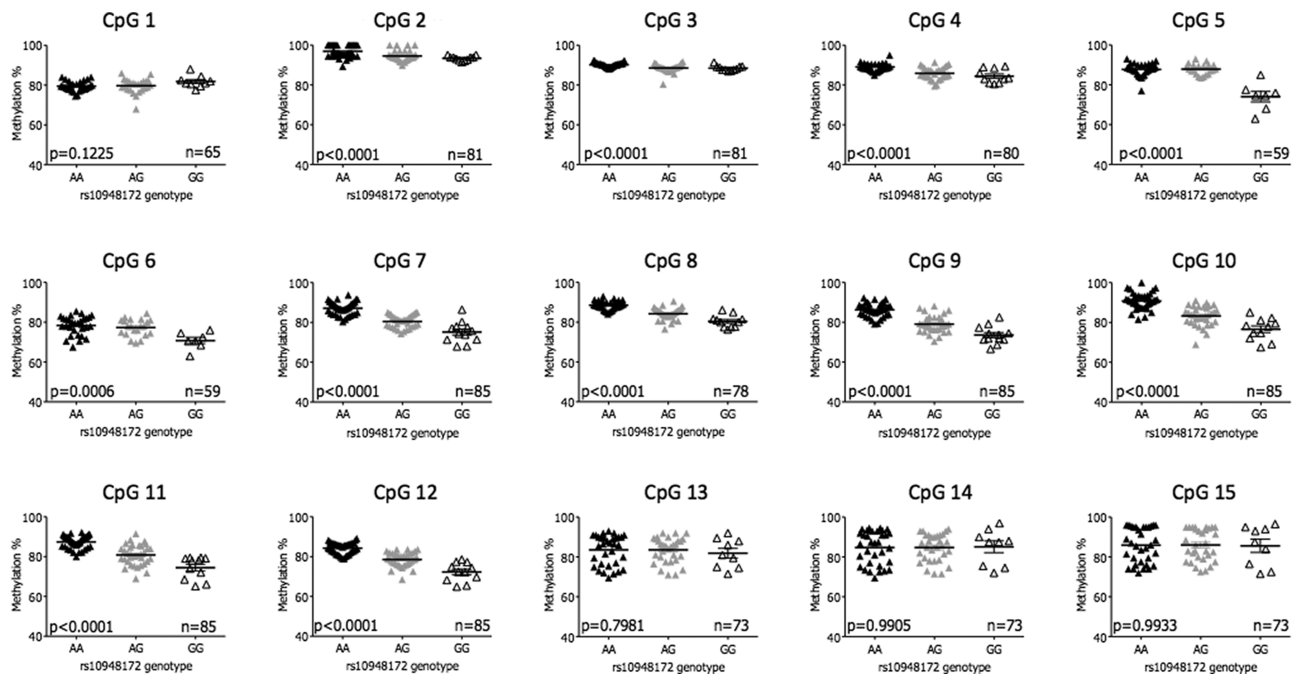 CpG 1
CpG 2
CpG 3
CpG 4
CpG 5
Methylation %
100
80
60
40
p=0.1225
n=65
AA
AG
GG
rs10948172 genotype
Methylation %
100
80
60
40
p<0.0001
n=81
AA
AG
GG
rs10948172 genotype
Methylation %
100
80
60
40
p<0.0001
n=81
AA
AG
GG
rs10948172 genotype
Methylation %
100
80
60
40
p<0.0001
n=80
AA
AG
GG
rs10948172 genotype
Methylation %
100
80
60
40
p<0.0001
n=59
AA
AG
GG
rs10948172 genotype
CpG 6
CpG 7
CpG 8
CpG 9
CpG 10
Methylation %
100
80
60
40
p=0.0006
n=59
AA
AG
GG
rs10948172 genotype
Methylation %
100
80
60
40
p<0.0001
n=85
AA
AG
GG
rs10948172 genotype
Methylation %
100
80
60
40
p<0.0001
n=78
AA
AG
GG
rs10948172 genotype
Methylation %
100
80
60
40
p<0.0001
n=85
AA
AG
GG
rs10948172 genotype
Methylation %
100
80
60
40
p<0.0001
n=85
AA
AG
GG
rs10948172 genotype
CpG 11
CpG 12
CpG 13
CpG 14
CpG 15
Methylation %
100
80
60
40
p<0.0001
n=85
AA
AG
GG
rs10948172 genotype
Methylation %
100
80
60
40
p<0.0001
n=85
AA
AG
GG
rs10948172 genotype
Methylation %
100
80
60
40
p=0.7981
n=73
AA
AG
GG
rs10948172 genotype
Methylation %
100
80
60
40
p=0.9905
n=73
AA
AG
GG
rs10948172 genotype
Methylation %
100
80
60
40
p=0.9933
n=73
AA
AG
GG
rs10948172 genotype